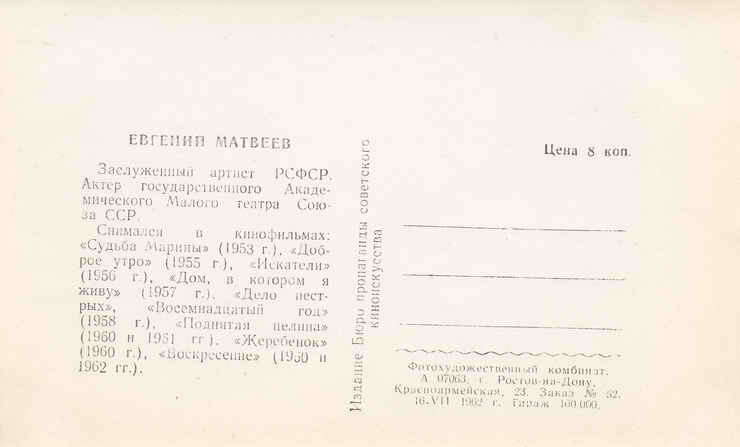 ЕВГЕНИЙ МАТВЕЕВ
Заслуженный артист РСФСР.
Актер государственного Акаде-
мического Малого театра Сою-
за ССР.
Снимался в кинофильмах:
«Судьба Марины» (1953 г.), «Доб-
рое утро» (1955 г.), «Искатели»
(1956 г.), «Дом, в котором я
живу» (1957 г.). «Дело пест-
рых», «Восемнадцатый год»
(1958 г.), «Поднятая целина»
(1960 и 1961 гг). «Жеребенок»
(1960 г.), «Воскресение» (1960 и
1962 гг.).
Издание Бюро пропаганды советского
киноискусства
Цена 8 коп.
Фотохудожественный комбинат.
А 07063. г. Ростов-на-Дону,
Красноармейская, 23. Заказ № 52.
16-VII 1962 г. Тираж 100 000.